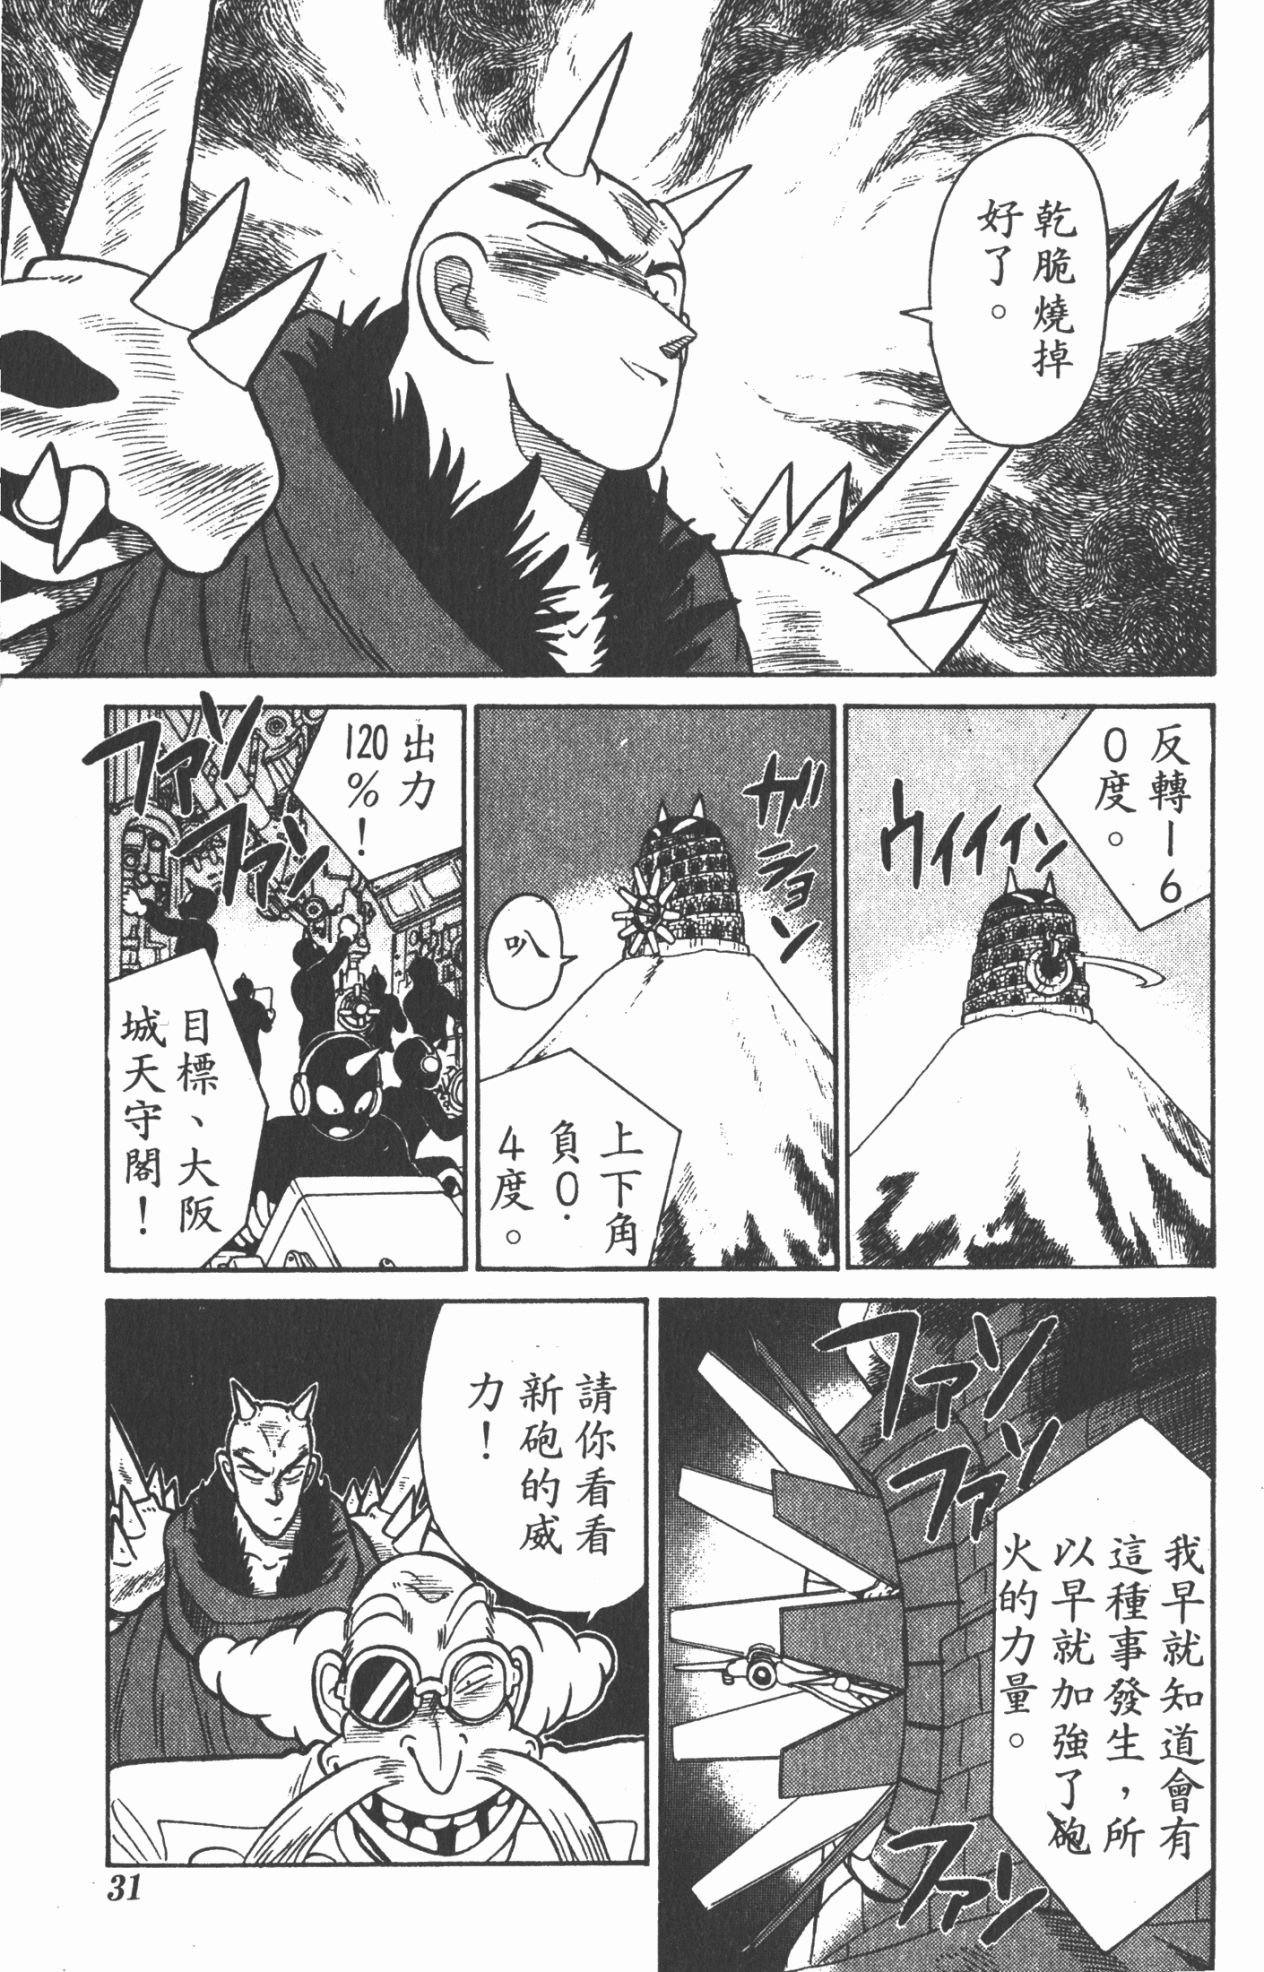 乾脆燒掉
好了。
反轉160度。
ウィィィン
ガション
叭
上下角
負0.
4度。
出力
120%!
ファン
ファン
目標、大阪
城天守閣!
ファン
ファン
ファン
我早就知道會有
這種事發生,所
以早就加強了砲
火的力量。
請你看看
新砲的威
力!
31